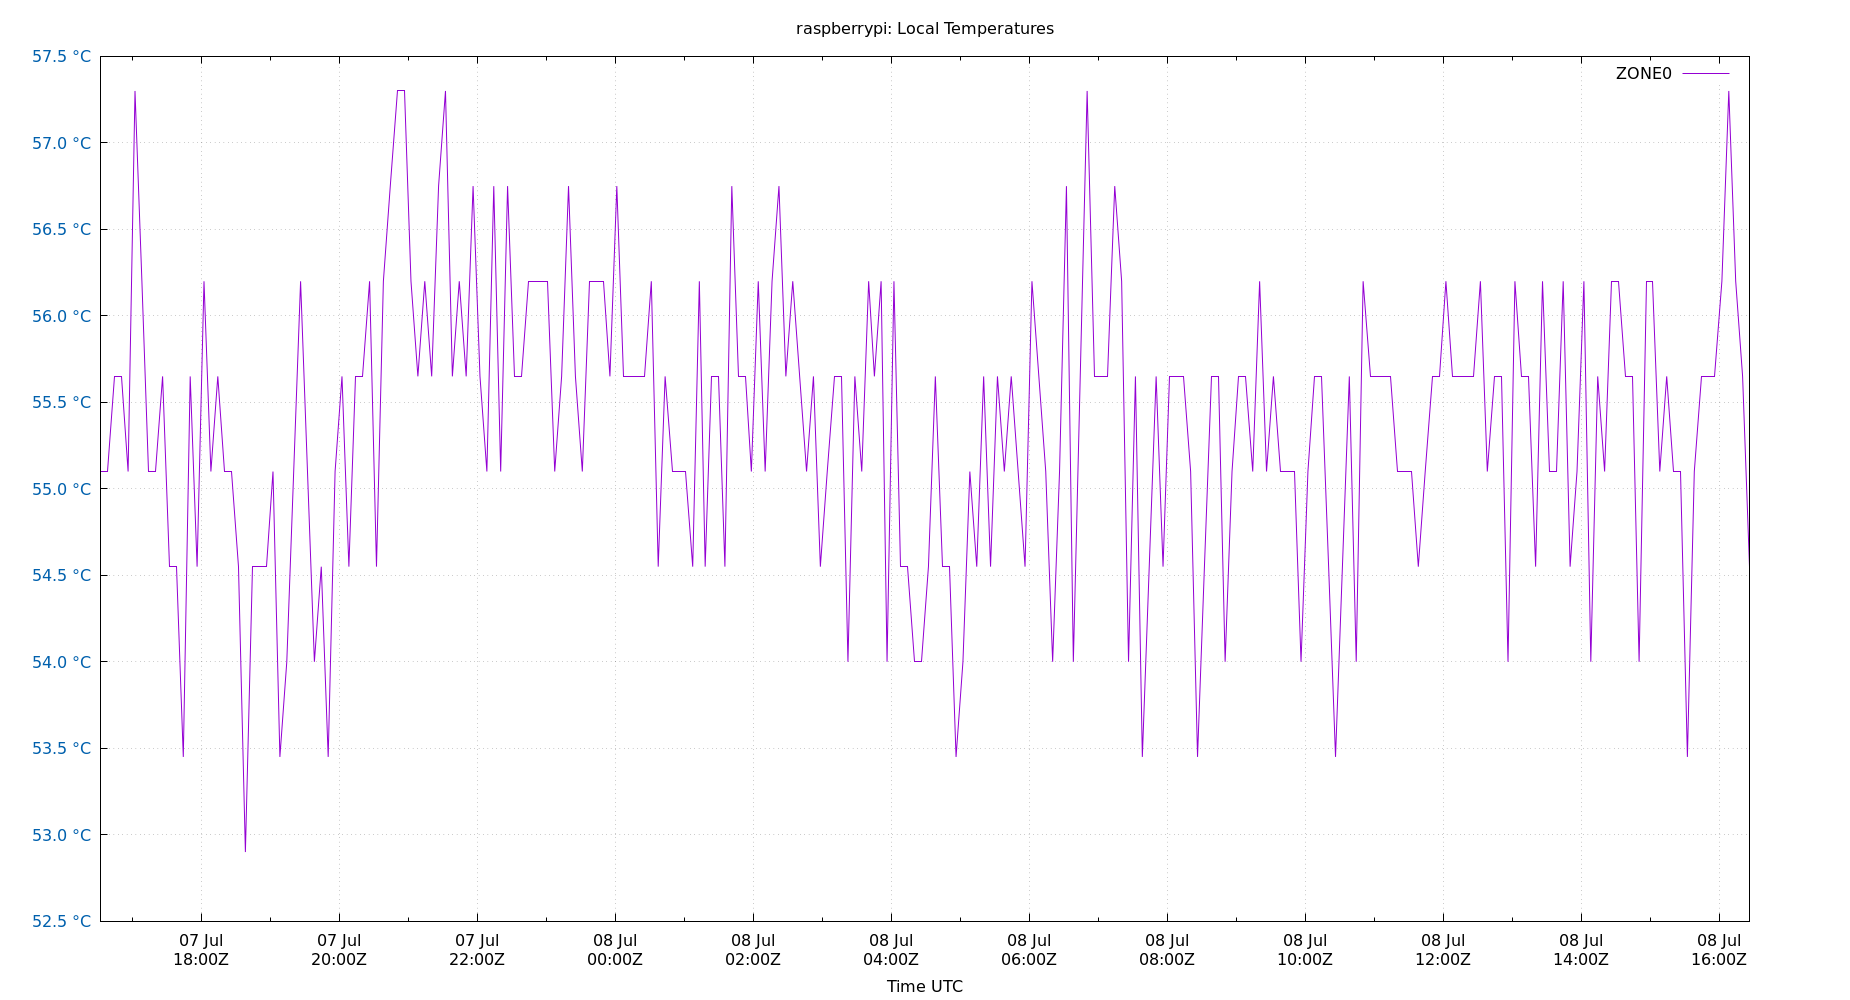 raspberrypi: Local Temperatures
57.5 °C
ZONE0
57.0 °C
56.5 °C
56.0 °C
55.5 °C
55.0 °C
54.5 °C
54.0 °C
53.5 °C
53.0 °C
52.5 °C
07 Jul 07 Jul 07 Jul 08 Jul 08 Jul 08 Jul 08 Jul 08 Jul 08 Jul 08 Jul 08 Jul 08 Jul
18:00Z 20:00Z 22:00Z 00:00Z 02:00Z 04:00Z 06:00Z 08:00Z 10:00Z 12:00Z 14:00Z 16:00Z
Time UTC